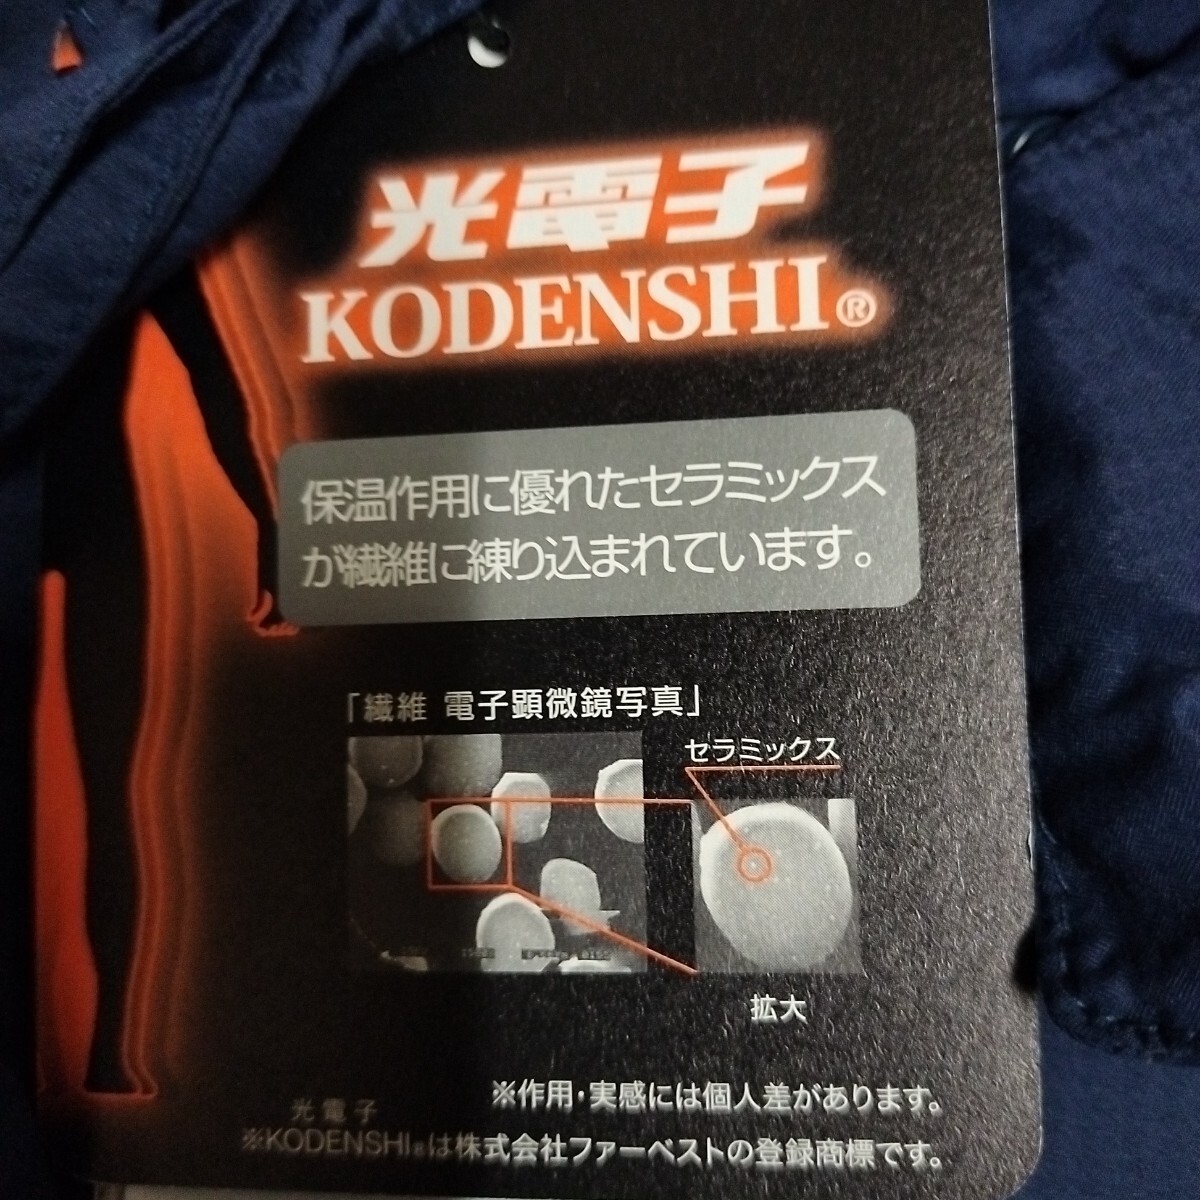 光電子
KODENSHI®
保温作用に優れたセラミックス
が繊維に練り込まれています。
「繊維 電子顕微鏡写真」
セラミックス
拡大
※作用・実感には個人差があります。
光電子
※KODENSHI®は株式会社ファーベストの登録商標です。